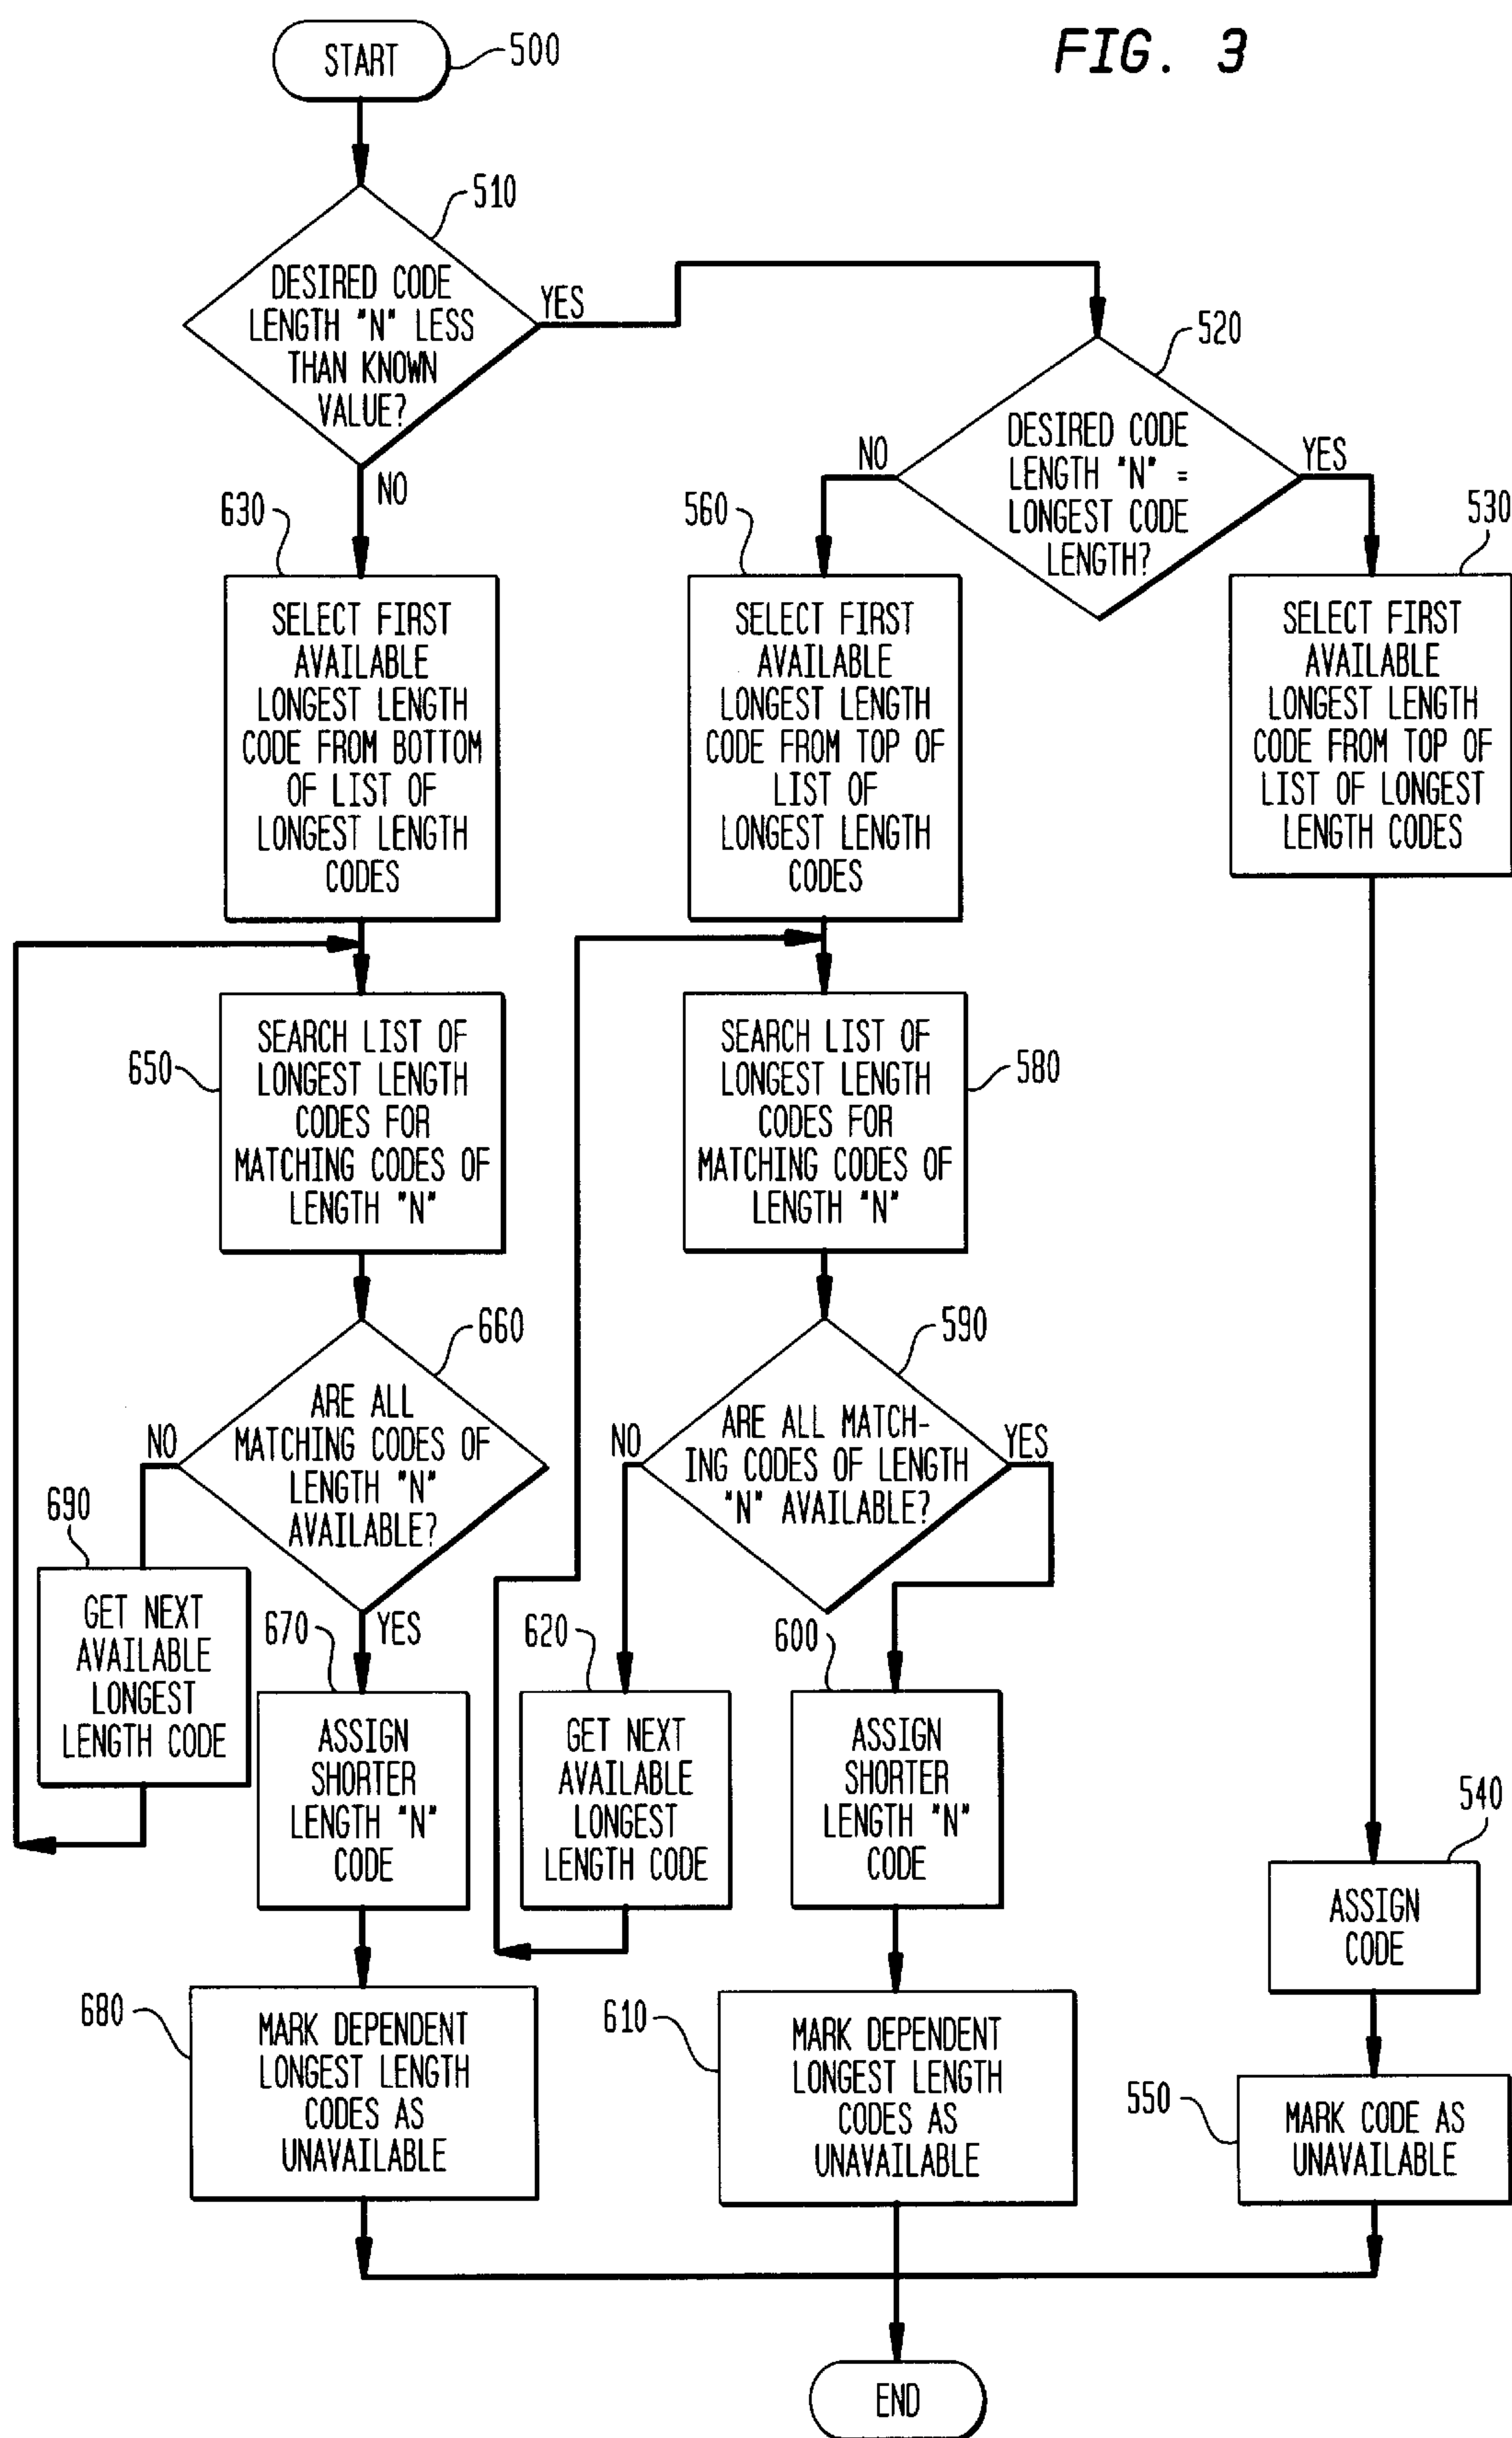 FIG. 3
START
500
510
DESIRED CODE
LENGTH "N" LESS
THAN KNOWN
VALUE?
YES
NO
520
DESIRED CODE
LENGTH "N" =
LONGEST CODE
LENGTH?
NO
YES
630
SELECT FIRST
AVAILABLE
LONGEST LENGTH
CODE FROM BOTTOM
OF LIST OF
LONGEST LENGTH
CODES
560
SELECT FIRST
AVAILABLE
LONGEST LENGTH
CODE FROM TOP OF
LIST OF
LONGEST LENGTH
CODES
530
SELECT FIRST
AVAILABLE
LONGEST LENGTH
CODE FROM TOP OF
LIST OF LONGEST
LENGTH CODES
650
SEARCH LIST OF
LONGEST LENGTH
CODES FOR
MATCHING CODES OF
LENGTH "N"
SEARCH LIST OF
LONGEST LENGTH
CODES FOR
MATCHING CODES OF
LENGTH "N"
580
660
ARE ALL
MATCHING CODES OF
LENGTH "N"
AVAILABLE?
NO
YES
590
ARE ALL MATCH-
ING CODES OF LENGTH
"N" AVAILABLE?
NO
YES
690
GET NEXT
AVAILABLE
LONGEST
LENGTH CODE
670
ASSIGN
SHORTER
LENGTH "N"
CODE
620
GET NEXT
AVAILABLE
LONGEST
LENGTH CODE
600
ASSIGN
SHORTER
LENGTH "N"
CODE
540
ASSIGN
CODE
680
MARK DEPENDENT
LONGEST LENGTH
CODES AS
UNAVAILABLE
610
MARK DEPENDENT
LONGEST LENGTH
CODES AS
UNAVAILABLE
550
MARK CODE AS
UNAVAILABLE
END